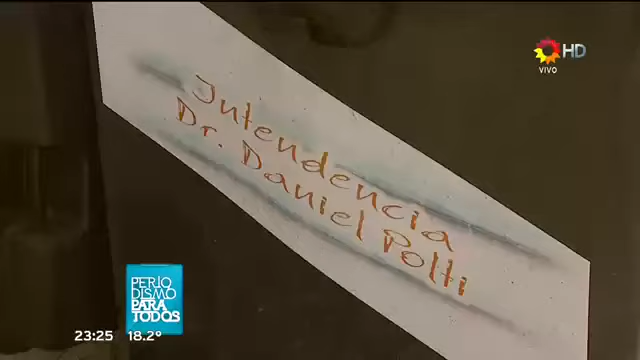 HD
VIVO
Intendencia
Dr. Daniel Polti
PERIO
DISMO
PARA
TODOS
23:25 18.2°